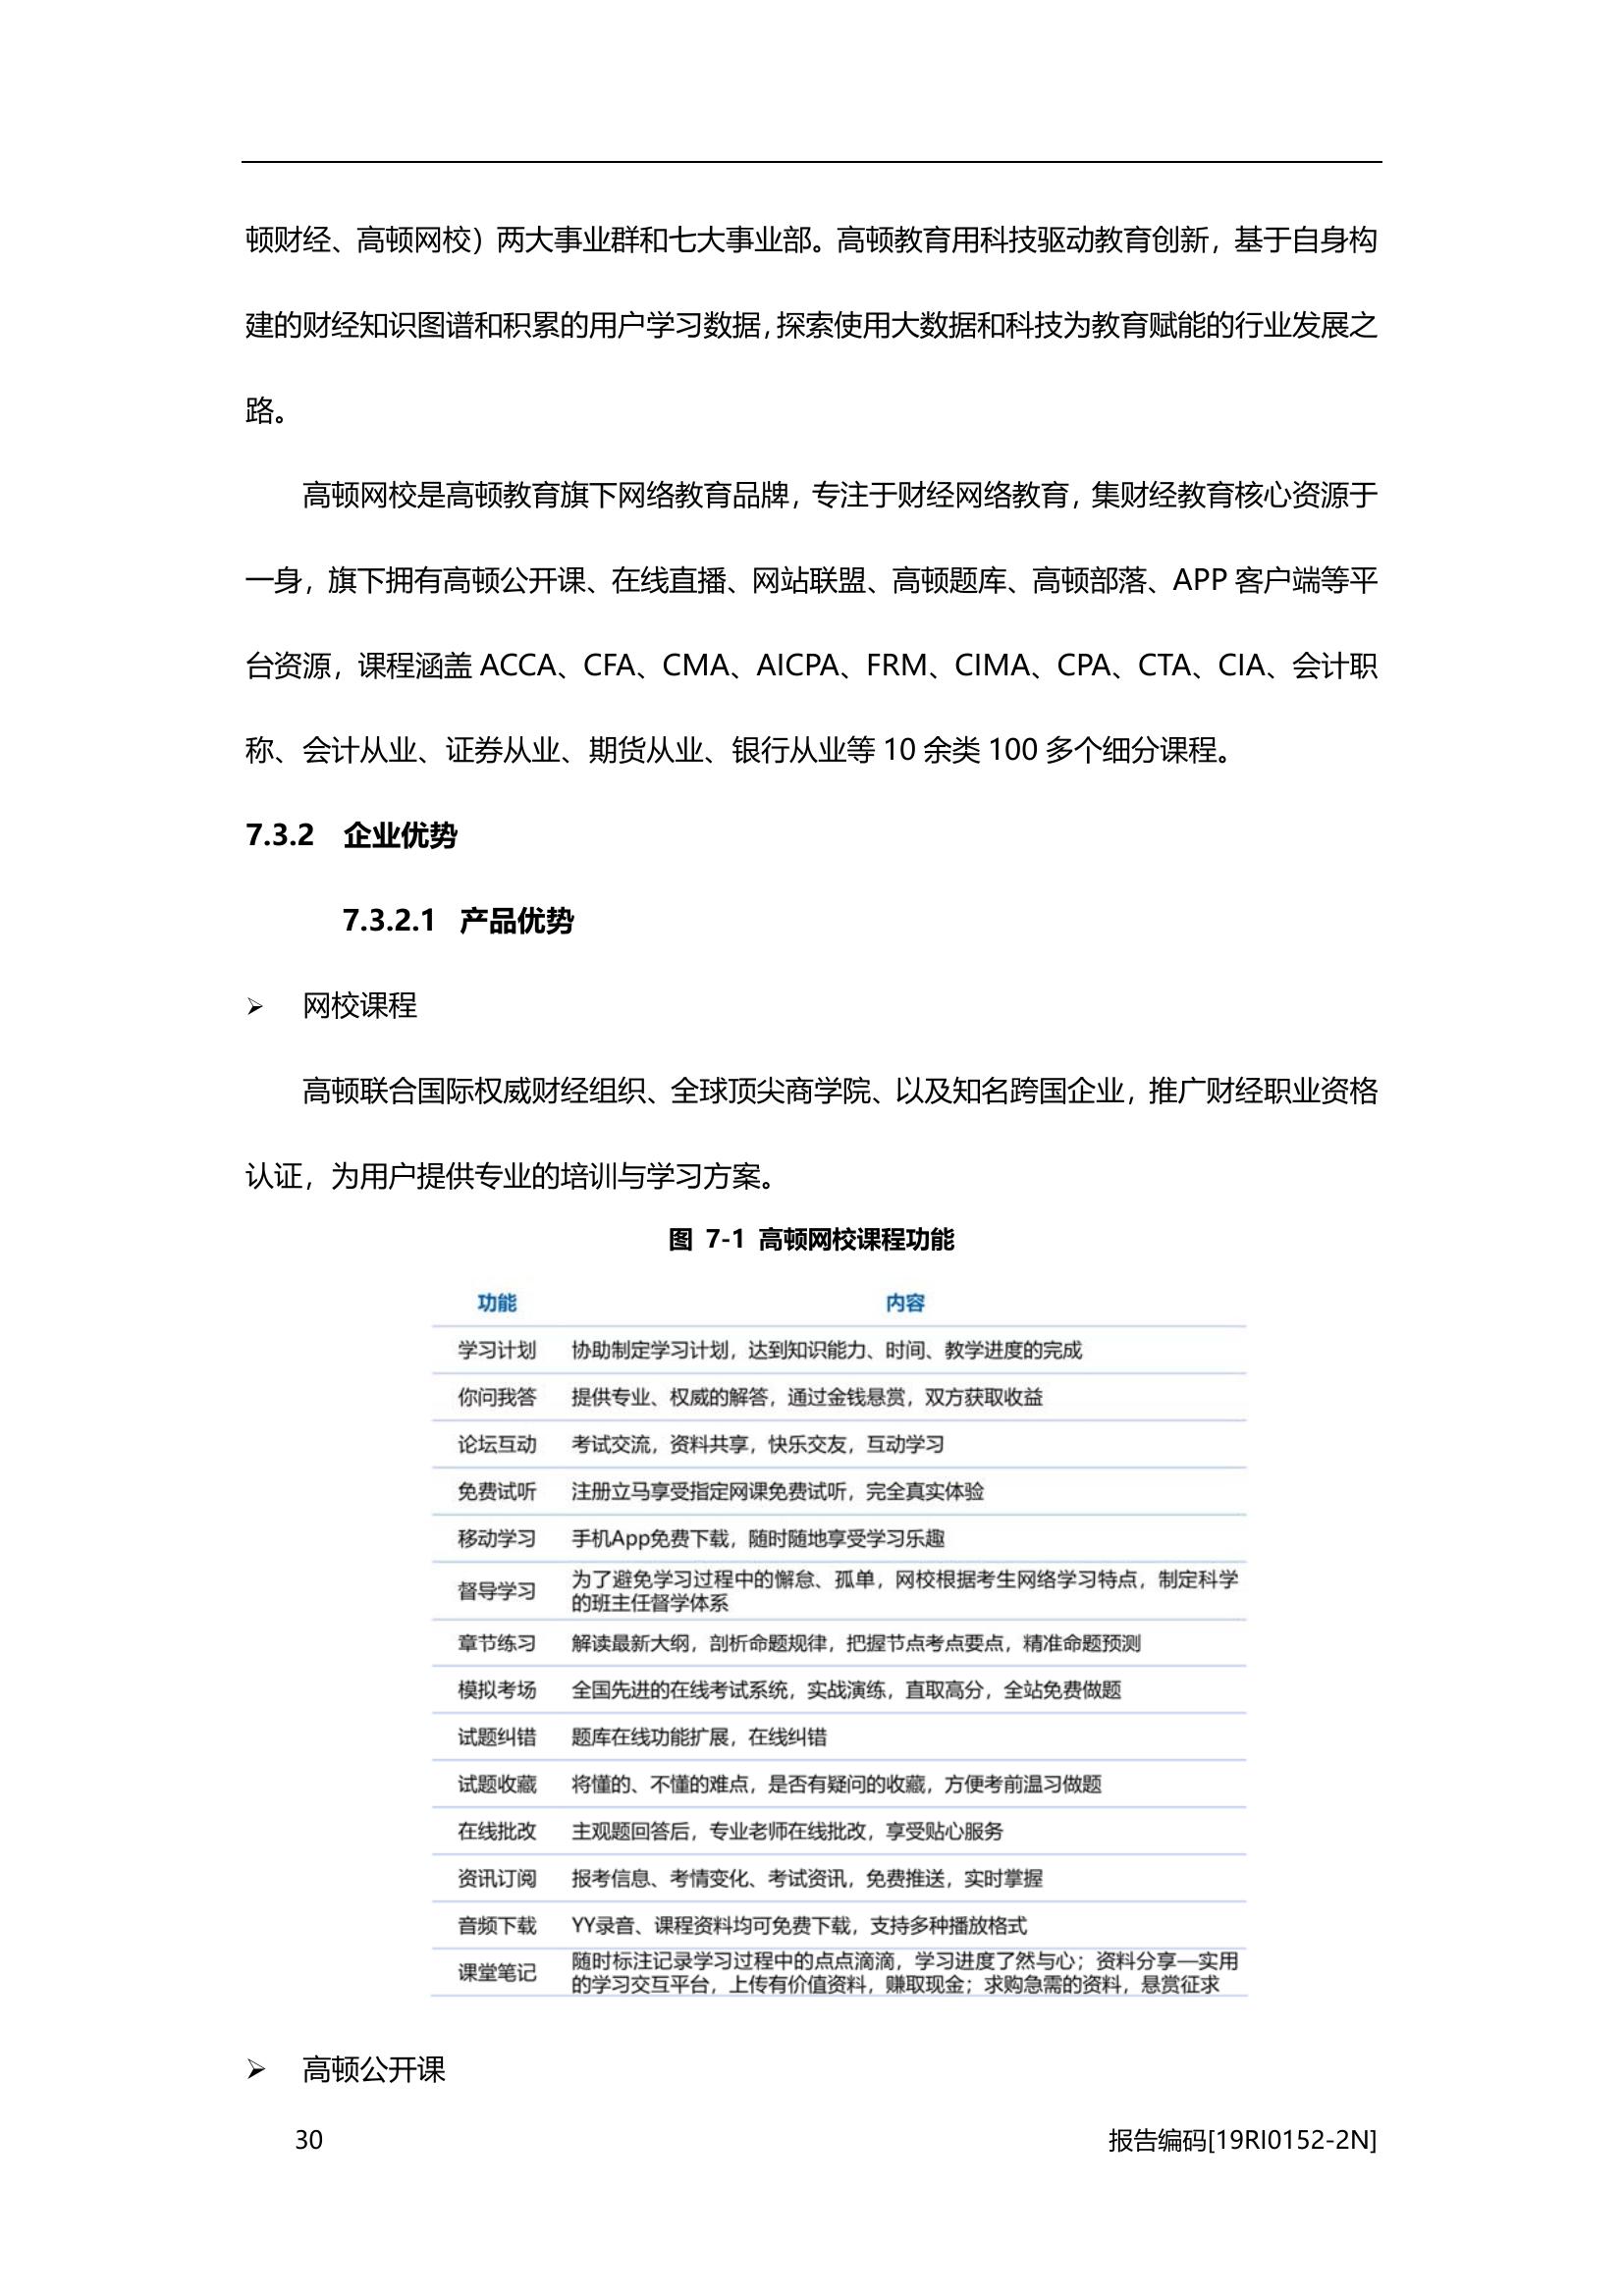 顿财经、高顿网校）两大事业群和七大事业部。高顿教育用科技驱动教育创新，基于自身构
建的财经知识图谱和积累的用户学习数据，探索使用大数据和科技为教育赋能的行业发展之
路。
高顿网校是高顿教育旗下网络教育品牌，专注于财经网络教育，集财经教育核心资源于
一身，旗下拥有高顿公开课、在线直播、网站联盟、高顿题库、高顿部落、APP 客户端等平
台资源，课程涵盖 ACCA、CFA、CMA、AICPA、FRM、CIMA、CPA、CTA、CIA、会计职
称、会计从业、证券从业、期货从业、银行从业等 10 余类 100 多个细分课程。
7.3.2 企业优势
7.3.2.1 产品优势
➢ 网校课程
高顿联合国际权威财经组织、全球顶尖商学院、以及知名跨国企业，推广财经职业资格
认证，为用户提供专业的培训与学习方案。
图 7-1 高顿网校课程功能
功能 内容
学习计划 协助制定学习计划，达到知识能力、时间、教学进度的完成
你问我答 提供专业、权威的解答，通过金钱悬赏，双方获取收益
论坛互动 考试交流，资料共享，快乐交友，互动学习
免费试听 注册立马享受指定网课免费试听，完全真实体验
移动学习 手机App免费下载，随时随地享受学习乐趣
督导学习 为了避免学习过程中的懈怠、孤单，网校根据考生网络学习特点，制定科学
的班主任督学体系
章节练习 解读最新大纲，剖析命题规律，把握节点考点要点，精准命题预测
模拟考场 全国先进的在线考试系统，实战演练，直取高分，全站免费做题
试题纠错 题库在线功能扩展，在线纠错
试题收藏 将懂的、不懂的难点，是否有疑问的收藏，方便考前温习做题
在线批改 主观题回答后，专业老师在线批改，享受贴心服务
资讯订阅 报考信息、考情变化、考试资讯，免费推送，实时掌握
音频下载 YY录音、课程资料均可免费下载，支持多种播放格式
课堂笔记 随时标注记录学习过程中的点点滴滴，学习进度了然与心；资料分享—实用
的学习交互平台，上传有价值资料，赚取现金；求购急需的资料，悬赏征求
➢ 高顿公开课
30 报告编码[19RI0152-2N]